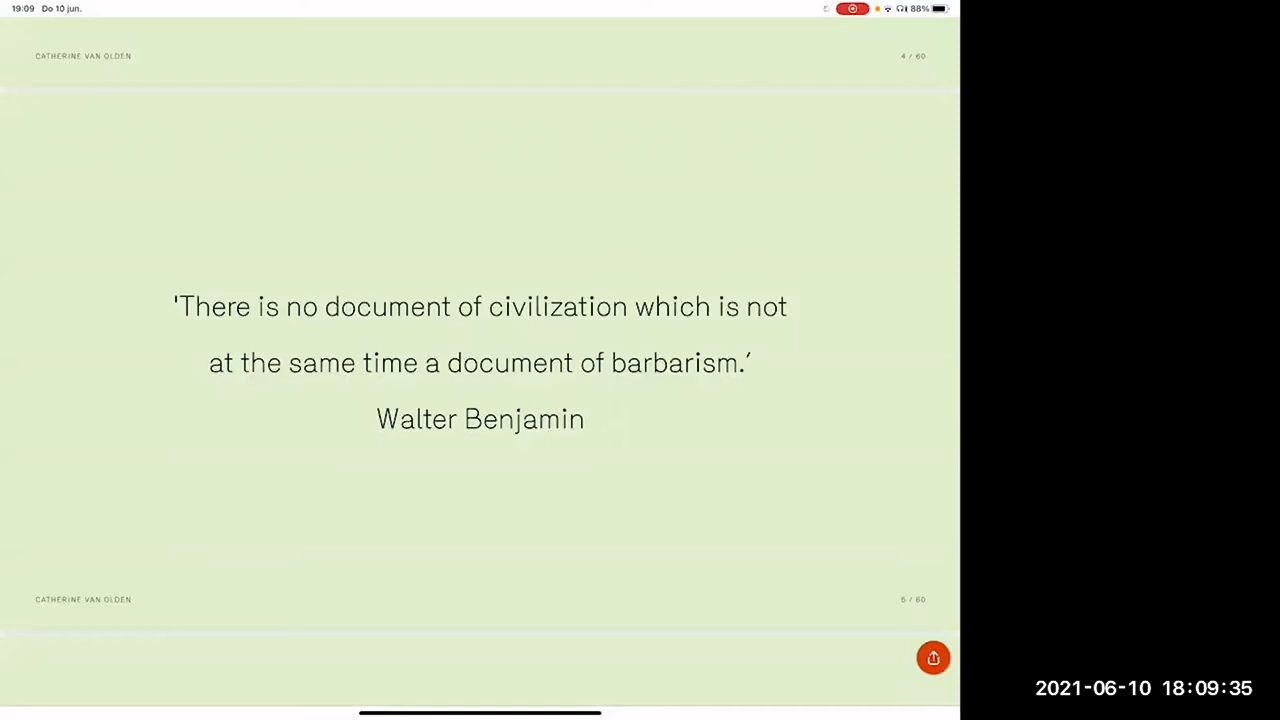 19:09 Do 10 jun.
88%
CATHERINE VAN OLDEN
4 / 60
'There is no document of civilization which is not
at the same time a document of barbarism.’
Walter Benjamin
CATHERINE VAN OLDEN
5 / 60
2021-06-10 18:09:35